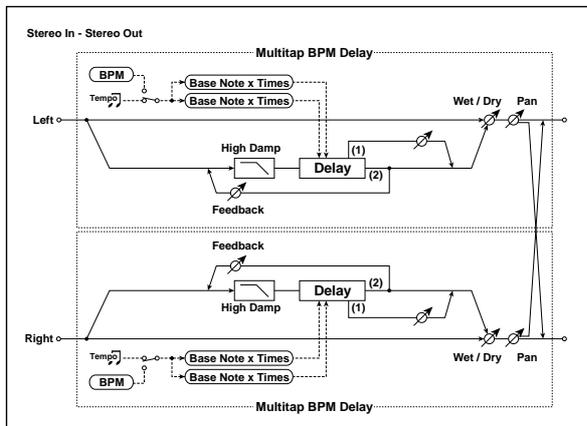 Stereo In - Stereo Out
Multitap BPM Delay
BPM
Base Note x Times
Tempo
Base Note x Times
Wet / Dry
Pan
Left
High Damp
(1)
Delay
(2)
Feedback
Feedback
(2)
Delay
High Damp
(1)
Right
Tempo
Base Note x Times
Wet / Dry
Pan
BPM
Base Note x Times
Multitap BPM Delay